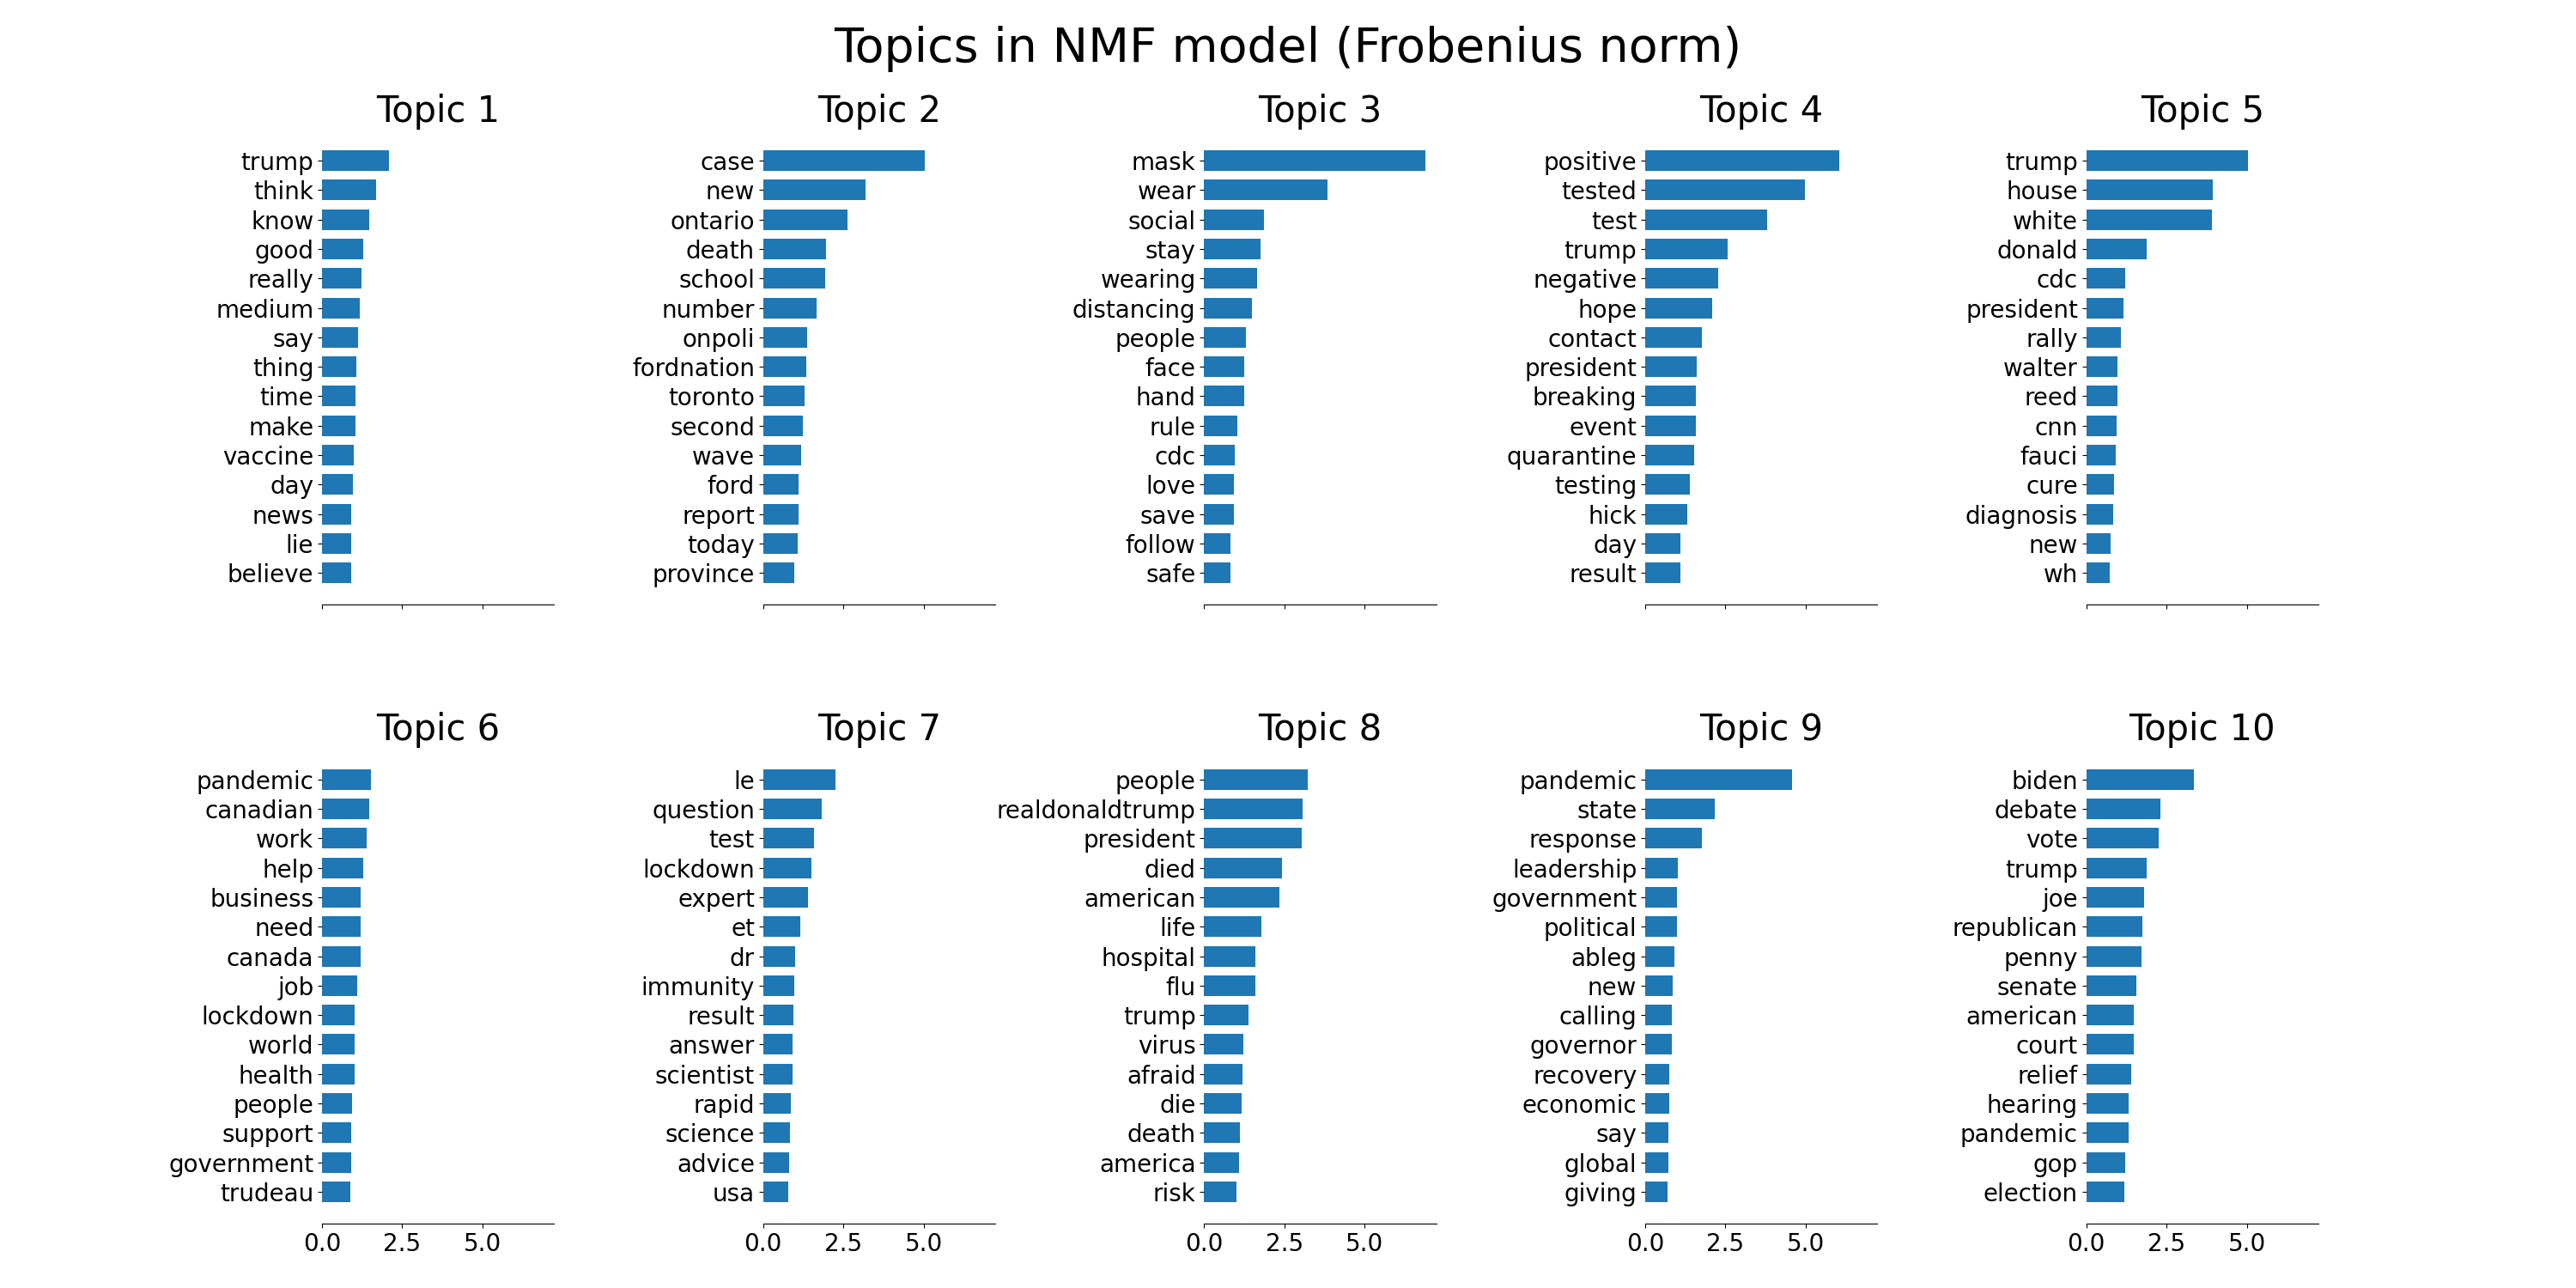 Topics in NMF model (Frobenius norm)
Topic 1
trump
think
know
good
really
medium
say
thing
time
make
vaccine
day
news
lie
believe
Topic 2
case
new
ontario
death
school
number
onpoli
fordnation
toronto
second
wave
ford
report
today
province
Topic 3
mask
wear
social
stay
wearing
distancing
people
face
hand
rule
cdc
love
save
follow
safe
Topic 4
positive
tested
test
trump
negative
hope
contact
president
breaking
event
quarantine
testing
hick
day
result
Topic 5
trump
house
white
donald
cdc
president
rally
walter
reed
cnn
fauci
cure
diagnosis
new
wh
Topic 6
pandemic
canadian
work
help
business
need
canada
job
lockdown
world
health
people
support
government
trudeau
0.0 2.5 5.0
Topic 7
le
question
test
lockdown
expert
et
dr
immunity
result
answer
scientist
rapid
science
advice
usa
0.0 2.5 5.0
Topic 8
people
realdonaldtrump
president
died
american
life
hospital
flu
trump
virus
afraid
die
death
america
risk
0.0 2.5 5.0
Topic 9
pandemic
state
response
leadership
government
political
ableg
new
calling
governor
recovery
economic
say
global
giving
0.0 2.5 5.0
Topic 10
biden
debate
vote
trump
joe
republican
penny
senate
american
court
relief
hearing
pandemic
gop
election
0.0 2.5 5.0